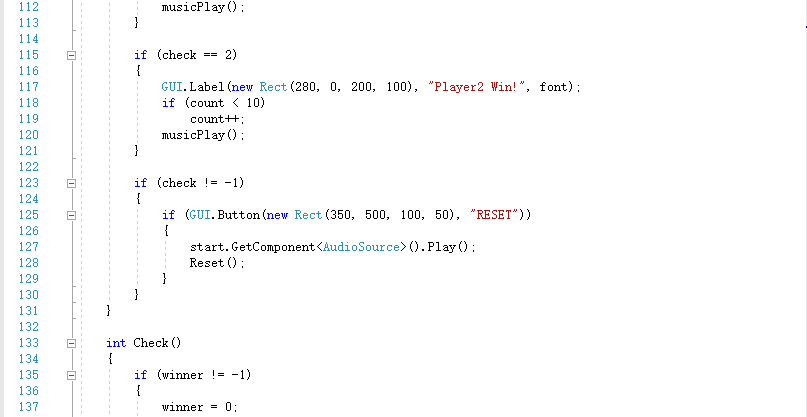 112 musicPlay();
113 }
114
115 if (check == 2)
116 {
117 GUI.Label(new Rect(280, 0, 200, 100), "Player2 Win!", font);
118 if (count < 10)
119 count++;
120 musicPlay();
121 }
122
123 if (check != -1)
124 {
125 if (GUI.Button(new Rect(350, 500, 100, 50), "RESET"))
126 {
127 start.GetComponent<AudioSource>().Play();
128 Reset();
129 }
130 }
131 }
132
133 int Check()
134 {
135 if (winner != -1)
136 {
137 winner = 0;